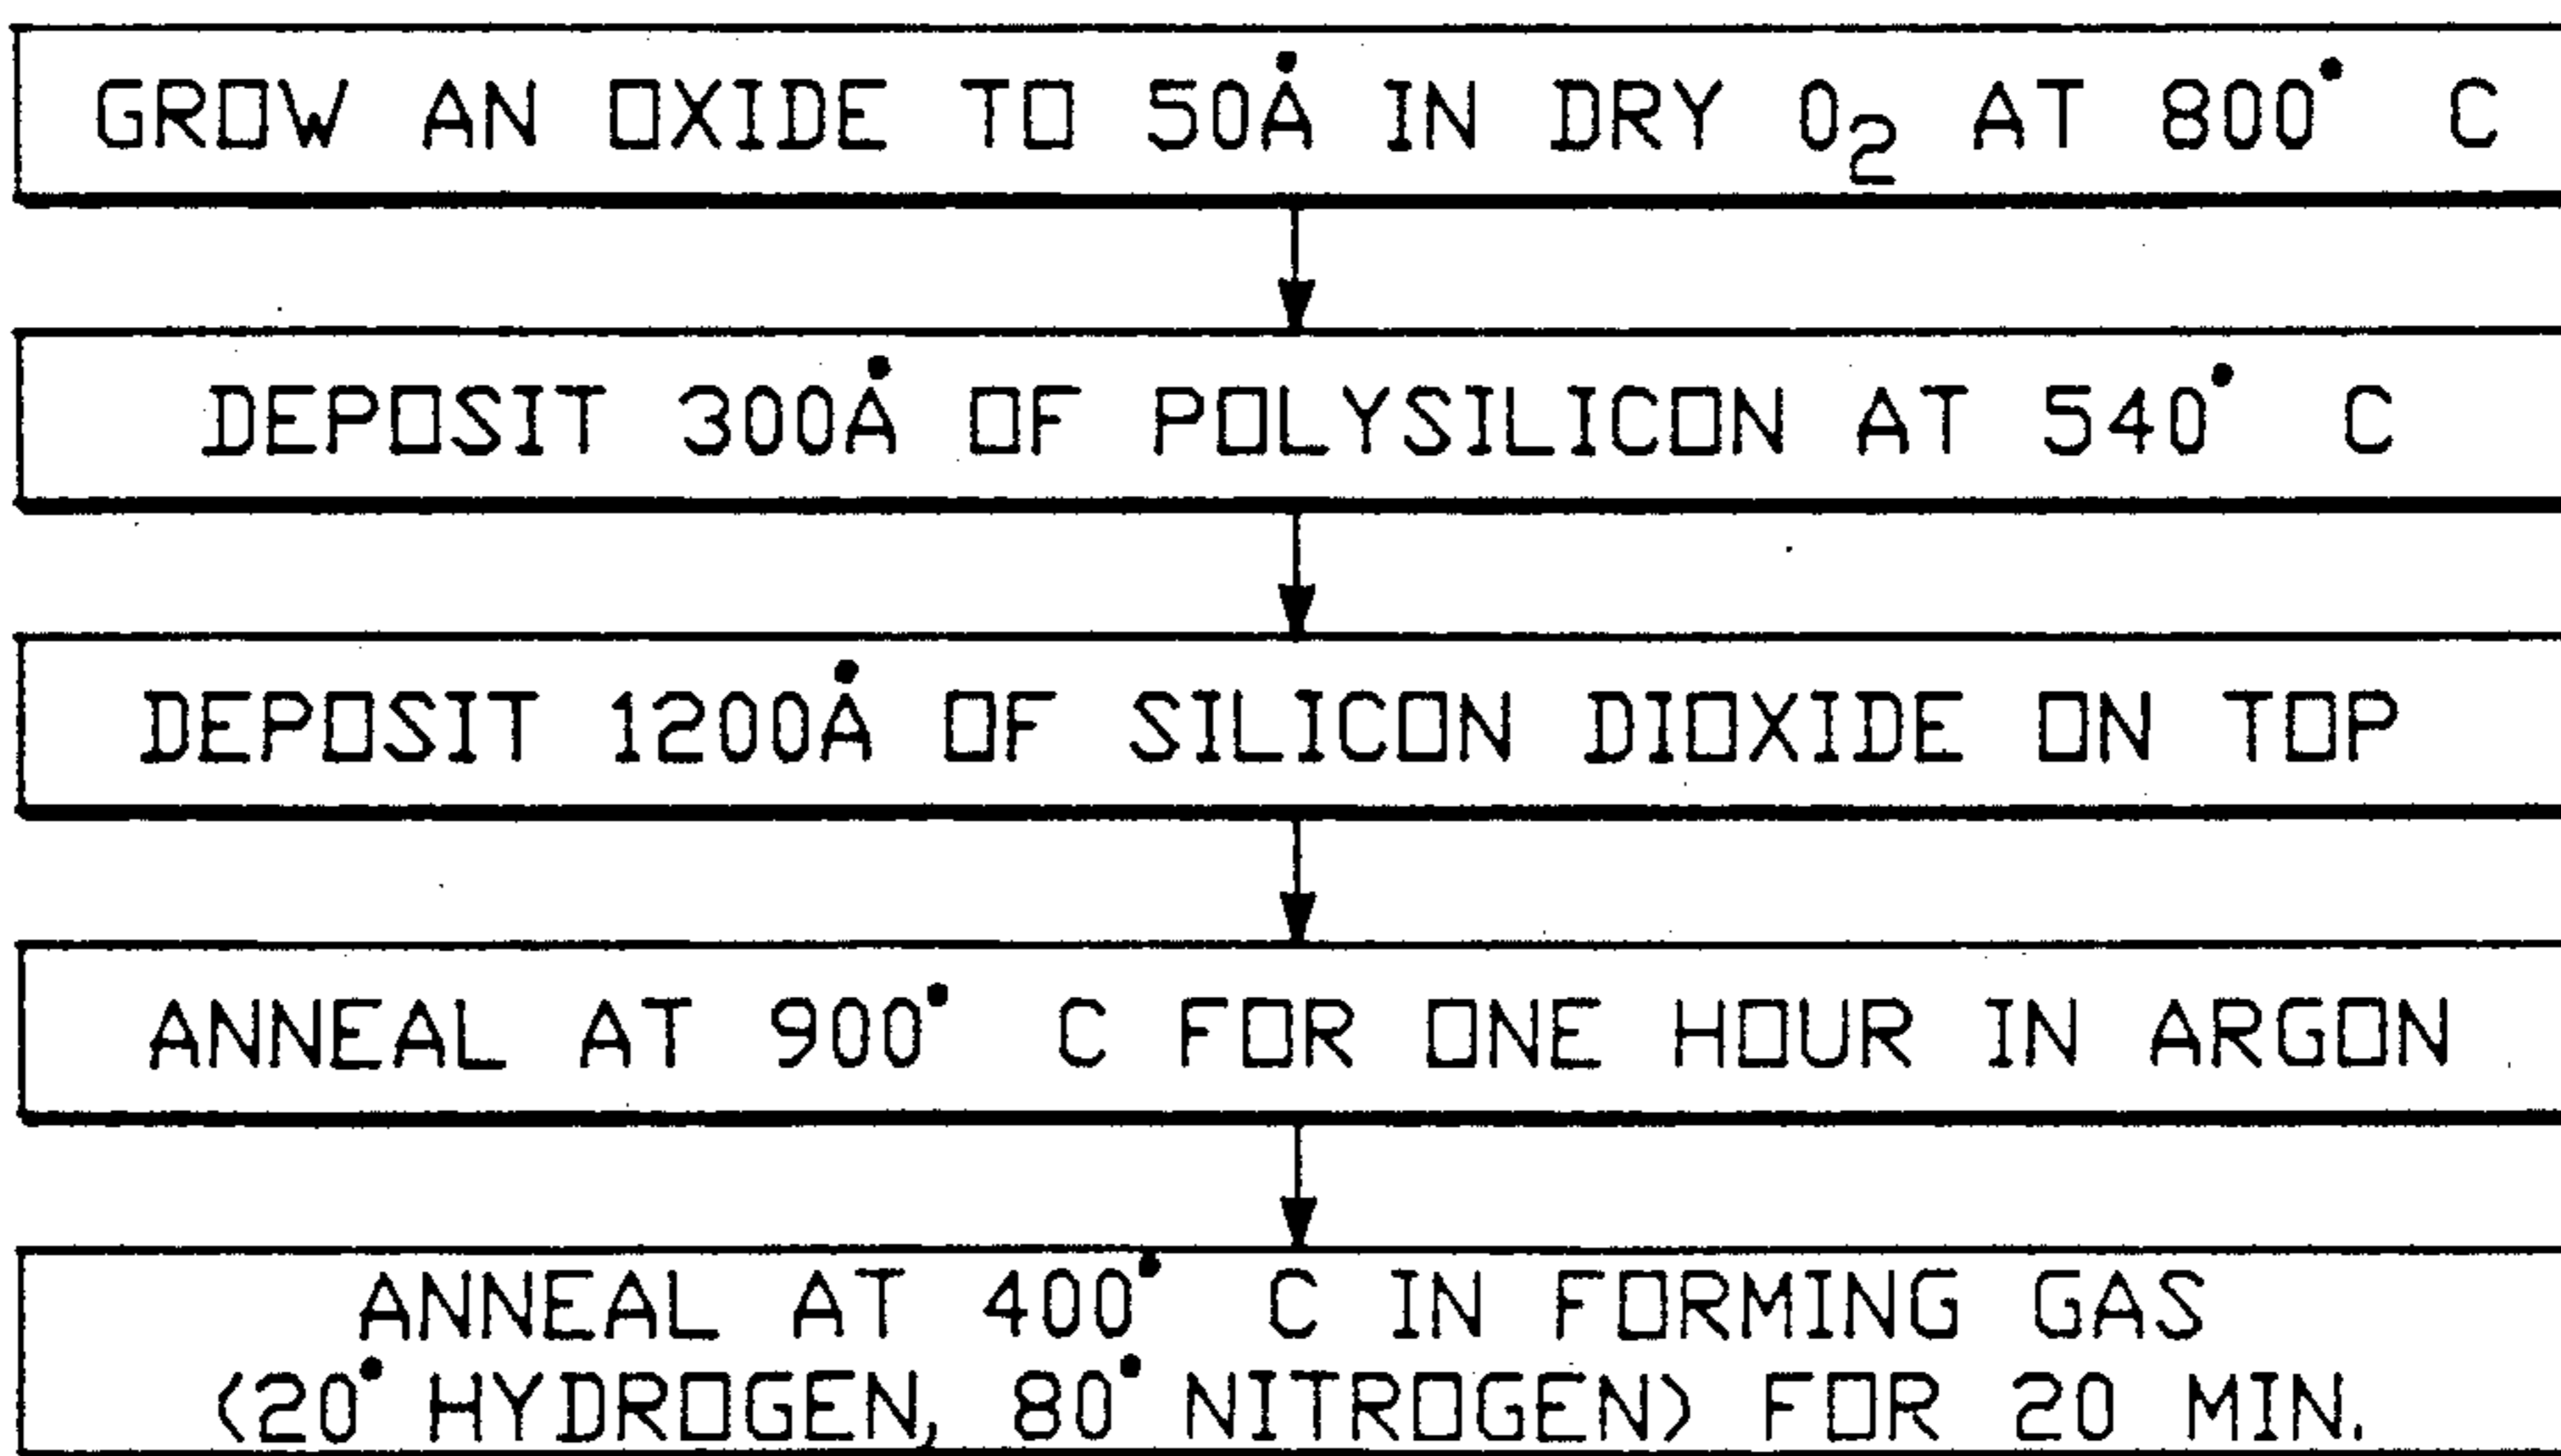 GROW AN OXIDE TO 50Å IN DRY O₂ AT 800° C
DEPOSIT 300Å OF POLYSILICON AT 540° C
DEPOSIT 1200Å OF SILICON DIOXIDE ON TOP
ANNEAL AT 900° C FOR ONE HOUR IN ARGON
ANNEAL AT 400° C IN FORMING GAS
(20° HYDROGEN, 80° NITROGEN) FOR 20 MIN.